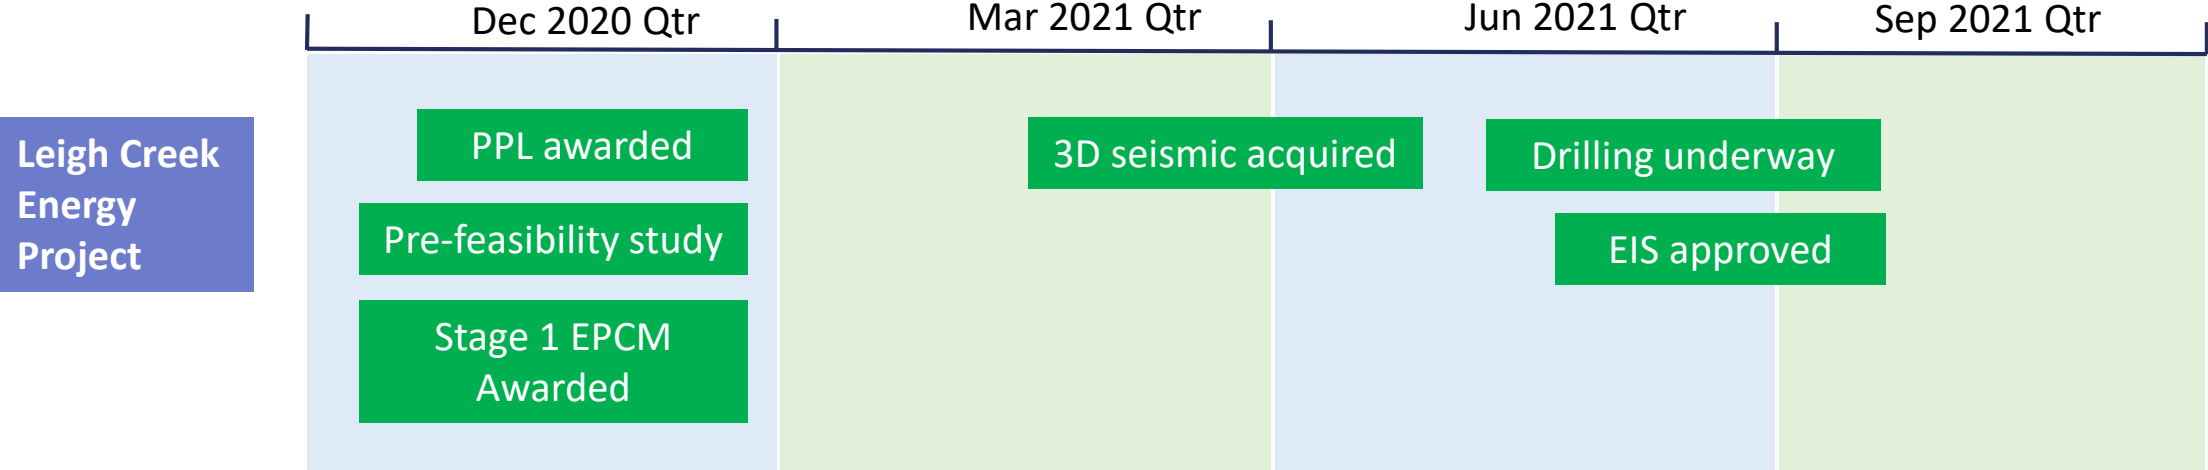 Dec 2020 Qtr
Mar 2021 Qtr
Jun 2021 Qtr
Sep 2021 Qtr
Leigh Creek
Energy
Project
PPL awarded
Pre-feasibility study
Stage 1 EPCM
Awarded
3D seismic acquired
Drilling underway
EIS approved